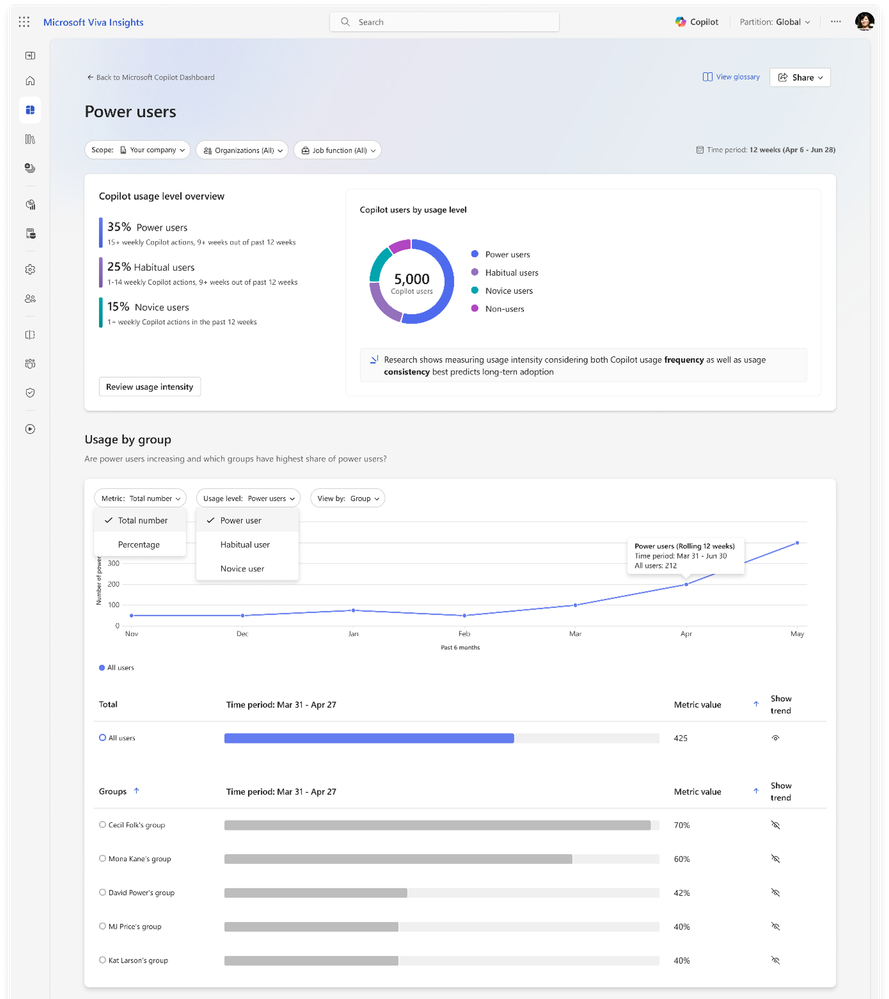 Microsoft Viva Insights
Search
Copilot
Partition: Global
Back to Microsoft Copilot Dashboard
View glossary
Share
Power users
Scope: Your company
Organizations (All)
Job function (All)
Time period: 12 weeks (Apr 6 - Jun 28)
Copilot usage level overview
35% Power users
15+ weekly Copilot actions, 9+ weeks out of past 12 weeks
25% Habitual users
1-14 weekly Copilot actions, 9+ weeks out of past 12 weeks
15% Novice users
1+ weekly Copilot actions in the past 12 weeks
Review usage intensity
Copilot users by usage level
5,000
Copilot users
Power users
Habitual users
Novice users
Non-users
Research shows measuring usage intensity considering both Copilot usage frequency as well as usage
consistency best predicts long-term adoption
Usage by group
Are power users increasing and which groups have highest share of power users?
Metric: Total number
Usage level: Power users
View by: Group
Total number
Percentage
Power user
Habitual user
Novice user
Number of power
300
200
100
0
Power users (Rolling 12 weeks)
Time period: Mar 31 - Jun 30
All users: 212
Nov
Dec
Jan
Feb
Mar
Apr
May
Past 6 months
All users
Total
Time period: Mar 31 - Apr 27
Metric value
Show
trend
All users
425
Groups
Time period: Mar 31 - Apr 27
Metric value
Show
trend
Cecil Folk's group
70%
Mona Kane's group
60%
David Power's group
42%
MJ Price's group
40%
Kat Larson's group
40%